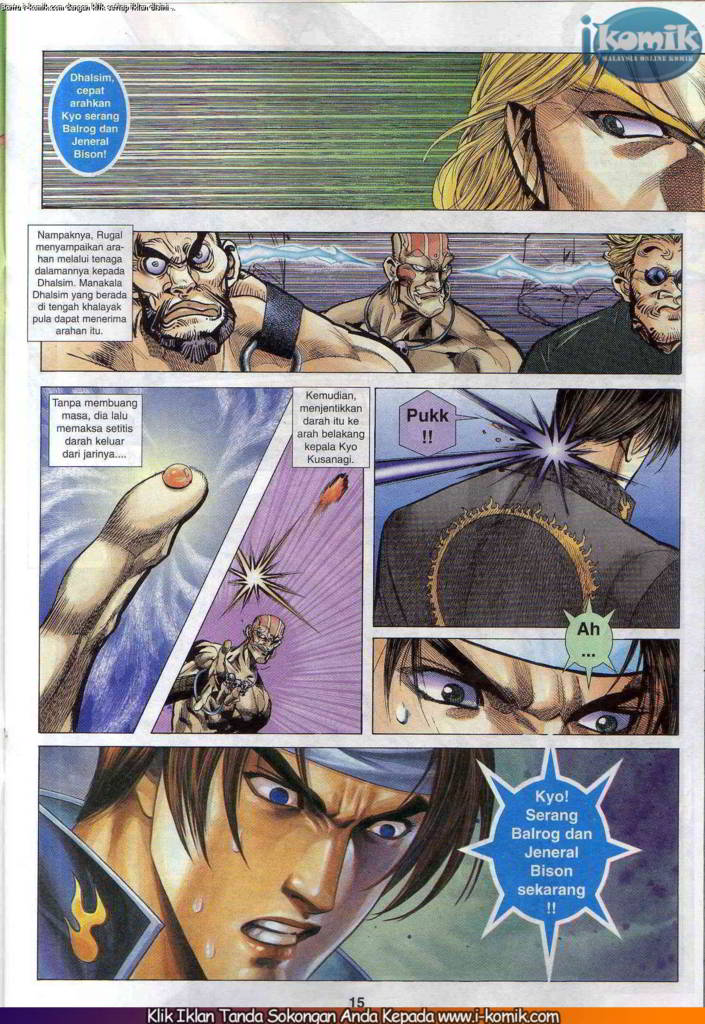 ikomik
MALAYSIA ONLINE KOMIK
Dhalsim,
cepat
arahkan
Kyo serang
Balrog dan
Jeneral
Bison!
Nampaknya, Rugal
menyampaikan ara-
han melalui tenaga
dalamannya kepada
Dhalsim. Manakala
Dhalsim yang berada
di tengah khalayak
pula dapat menerima
arahan itu.
Tanpa membuang
masa, dia lalu
memaksa setitis
darah keluar
dari jarinya....
Kemudian,
menjentikkan
darah itu ke
arah belakang
kepala Kyo
Kusanagi.
Pukk
!!
Ah
...
Kyo!
Serang
Balrog dan
Jeneral
Bison
sekarang
!!
15
Klik Iklan Tanda Sokongan Anda Kepada www.i-komik.com